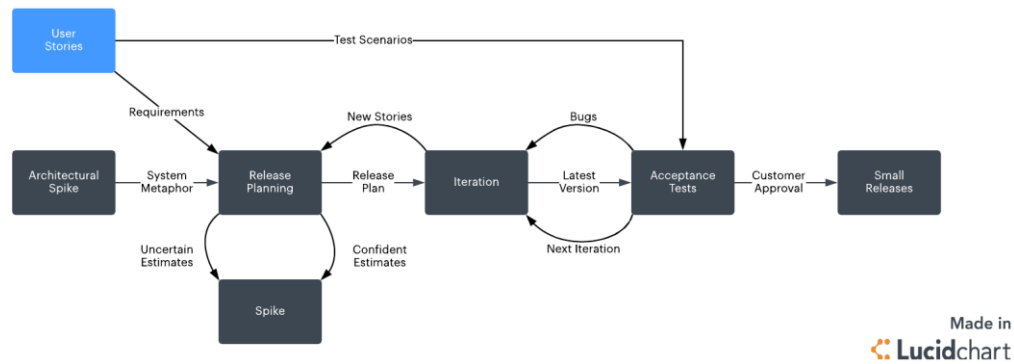 User
Stories
Test Scenarios
Requirements
New Stories
Bugs
Architectural
Spike
System
Metaphor
Release
Planning
Release
Plan
Iteration
Latest
Version
Acceptance
Tests
Customer
Approval
Small
Releases
Uncertain
Estimates
Confident
Estimates
Next Iteration
Spike
Made in
Lucidchart